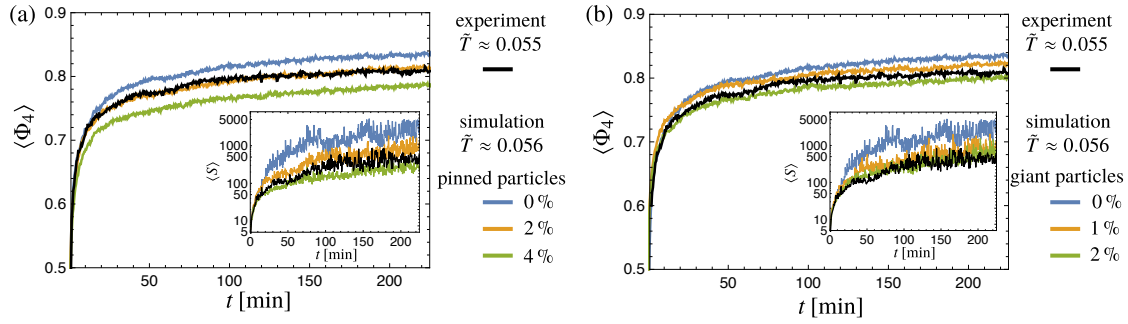 (a)
0.9
0.8
0.7
0.6
0.5
⟨Φ₄⟩
50
100
150
200
t [min]
5000
1000
500
100
50
10
5
⟨S⟩
0
50
100
150
200
t [min]
experiment
T̃ ≈ 0.055
simulation
T̃ ≈ 0.056
pinned particles
0 %
2 %
4 %
(b)
0.9
0.8
0.7
0.6
0.5
⟨Φ₄⟩
50
100
150
200
t [min]
5000
1000
500
100
50
10
5
⟨S⟩
0
50
100
150
200
t [min]
experiment
T̃ ≈ 0.055
simulation
T̃ ≈ 0.056
giant particles
0 %
1 %
2 %